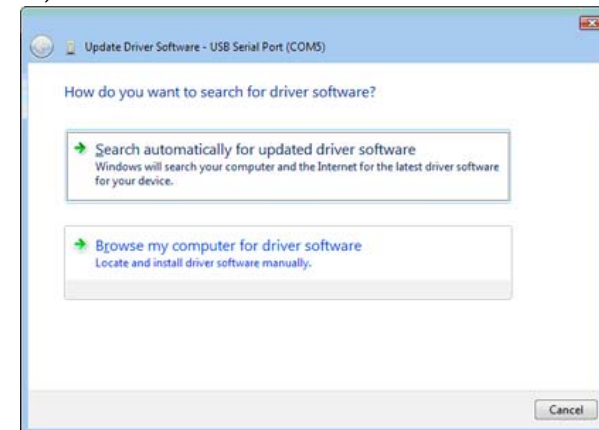 Update Driver Software - USB Serial Port (COM5)
How do you want to search for driver software?
Search automatically for updated driver software
Windows will search your computer and the Internet for the latest driver software
for your device.
Browse my computer for driver software
Locate and install driver software manually.
Cancel